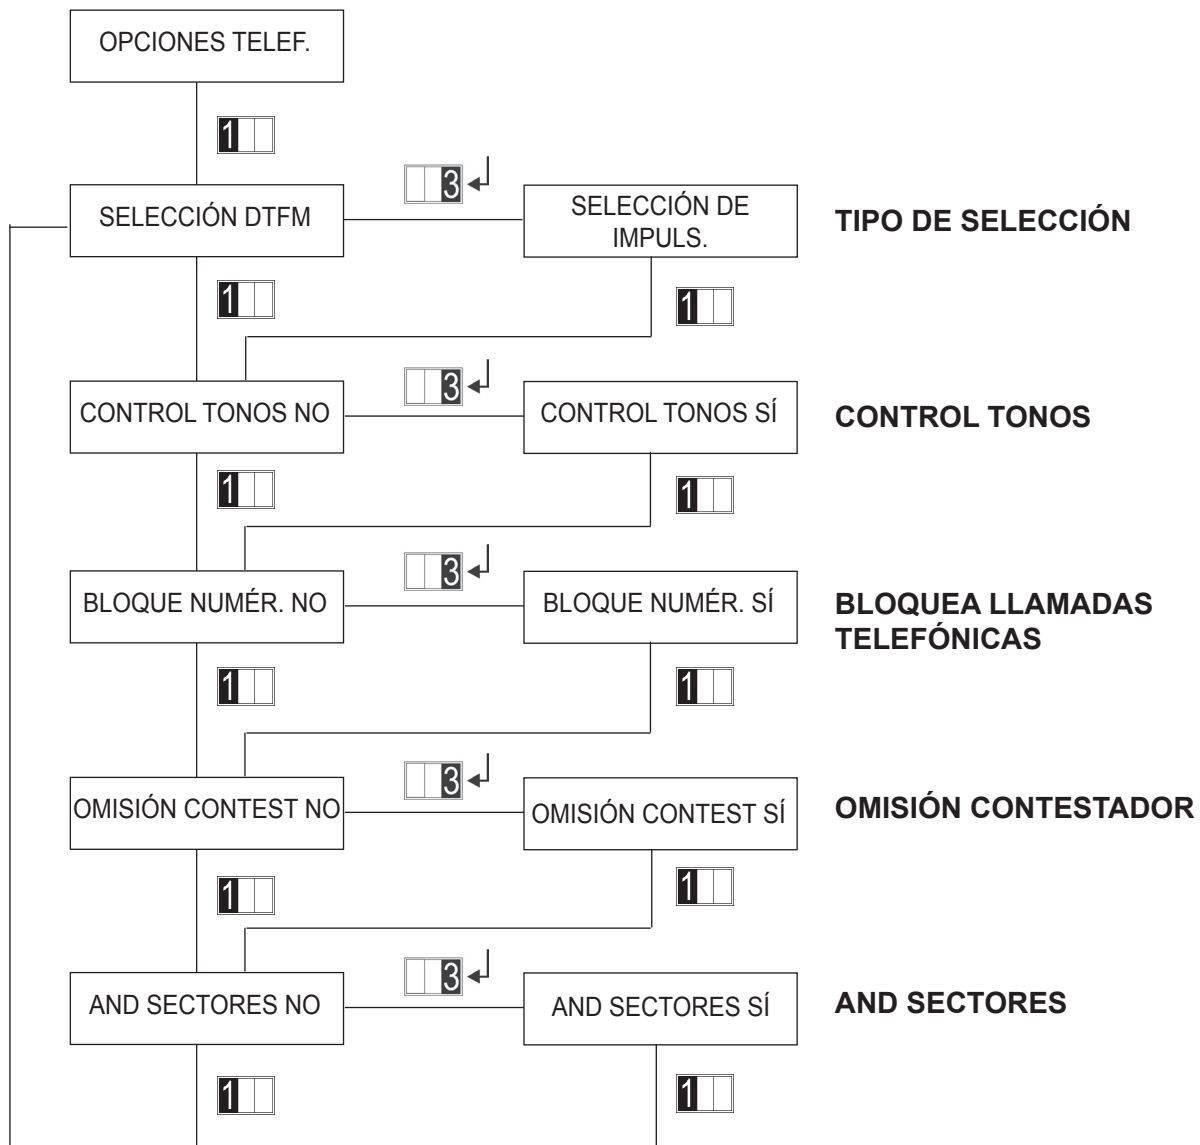 OPCIONES TELEF.
1
3
SELECCIÓN DTFM
SELECCIÓN DE
IMPULS.
TIPO DE SELECCIÓN
1
1
3
CONTROL TONOS NO
CONTROL TONOS SÍ
CONTROL TONOS
1
1
3
BLOQUE NUMÉR. NO
BLOQUE NUMÉR. SÍ
BLOQUEA LLAMADAS
TELEFÓNICAS
1
1
3
OMISIÓN CONTEST NO
OMISIÓN CONTEST SÍ
OMISIÓN CONTESTADOR
1
1
3
AND SECTORES NO
AND SECTORES SÍ
AND SECTORES
1
1